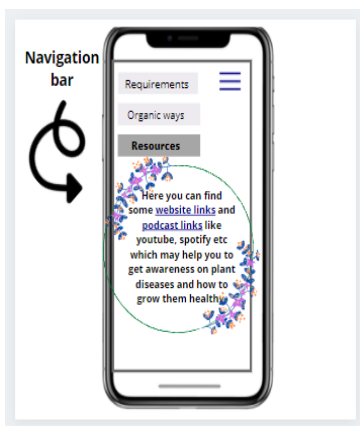 Navigation
bar
Requirements
Organic ways
Resources
Here you can find
some website links and
podcast links like
youtube, spotify etc
which may help you to
get awareness on plant
diseases and how to
grow them healthy.